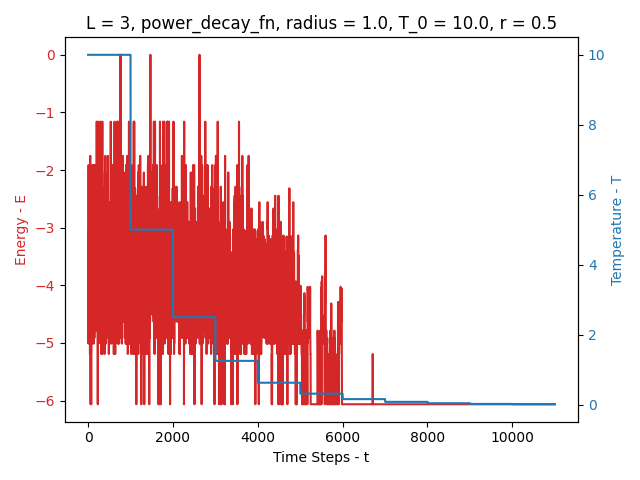 L = 3, power_decay_fn, radius = 1.0, T_0 = 10.0, r = 0.5
Energy - E
0
−1
−2
−3
−4
−5
−6
10
8
6
4
2
0
Temperature - T
0 2000 4000 6000 8000 10000
Time Steps - t